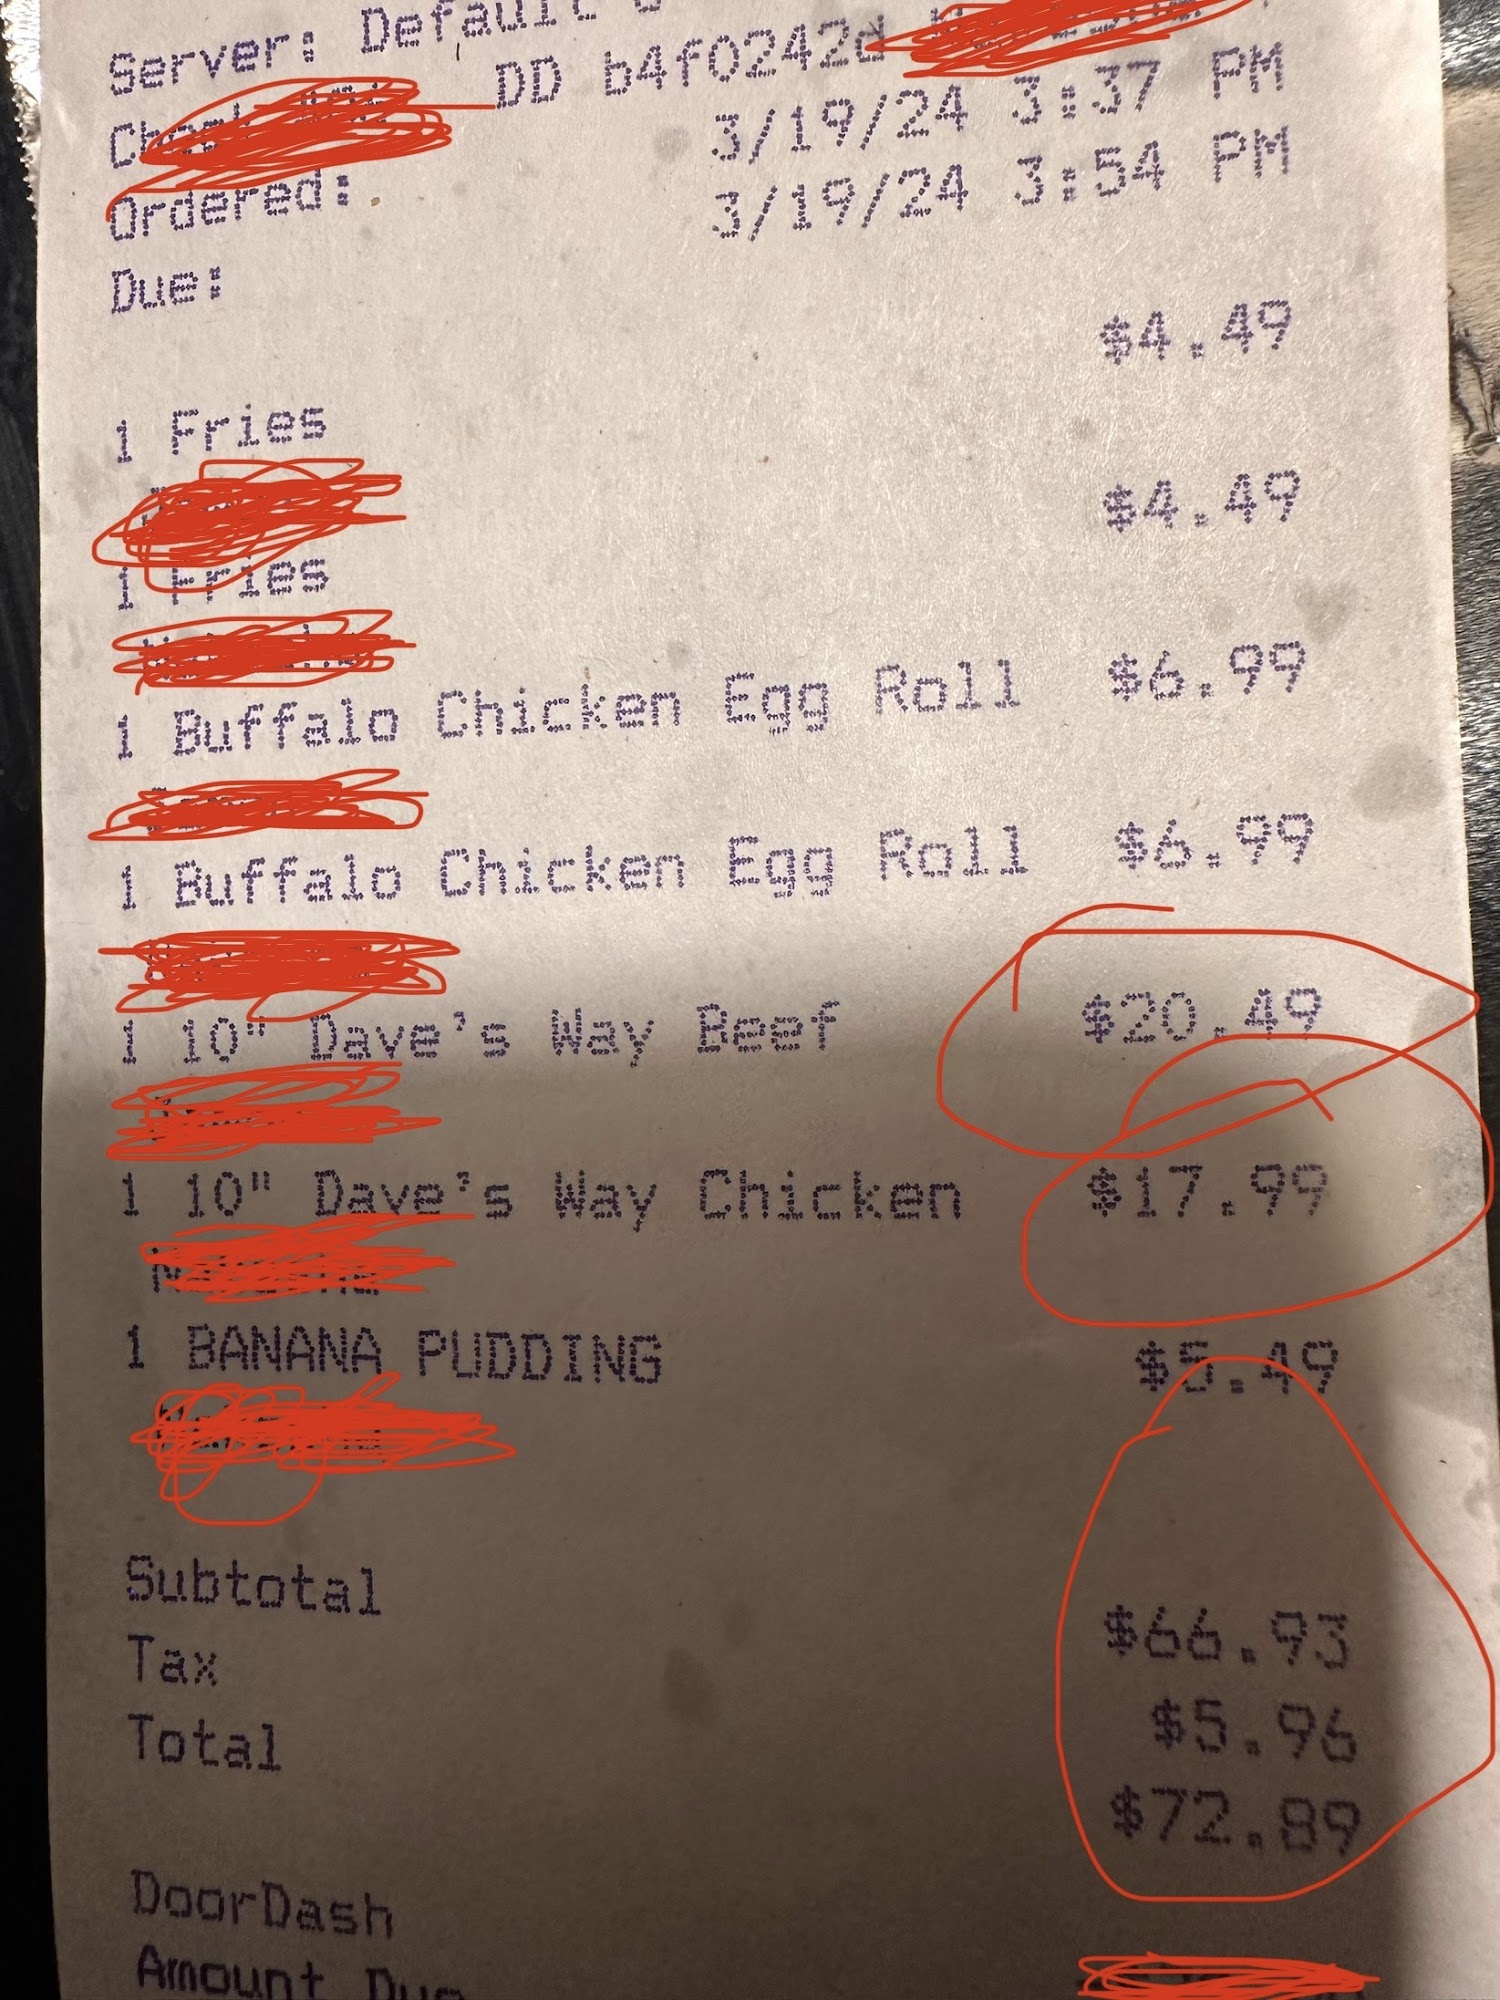 Server:
DD B4F02424
Ordered: 3/19/24 3:37 PM
Due: 3/19/24 3:54 PM
1 Fries $4.49
1 Fries $4.49
1 Buffalo Chicken Egg Roll $6.99
1 Buffalo Chicken Egg Roll $6.99
1 10" Dave's Way Beef $20.49
1 10" Dave's Way Chicken $17.99
1 BANANA PUDDING $5.49
Subtotal $66.93
Tax $5.96
Total $72.89
DoorDash
Amount Due